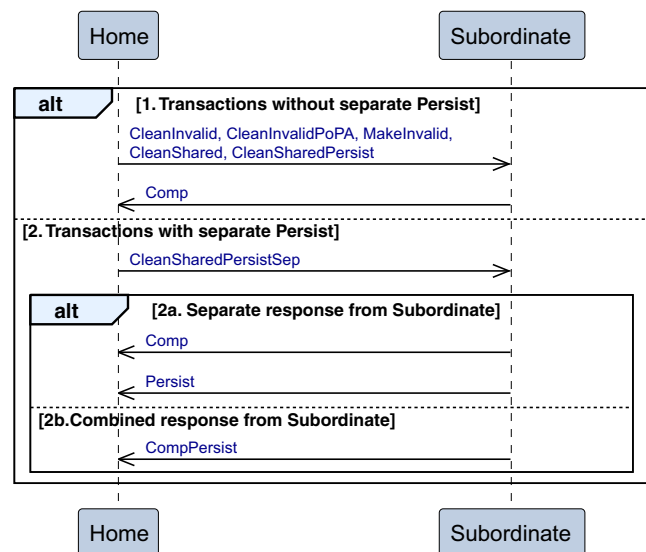 Home
Subordinate
alt
[1. Transactions without separate Persist]
CleanInvalid, CleanInvalidPoPA, MakeInvalid,
CleanShared, CleanSharedPersist
Comp
[2. Transactions with separate Persist]
CleanSharedPersistSep
alt
[2a. Separate response from Subordinate]
Comp
Persist
[2b.Combined response from Subordinate]
CompPersist
Home
Subordinate